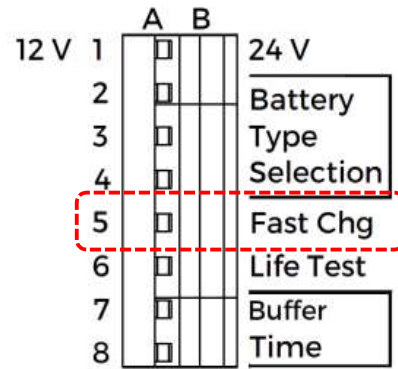 A B
12 V 1 24 V
2 Battery
3 Type
4 Selection
5 Fast Chg
6 Life Test
7 Buffer
8 Time